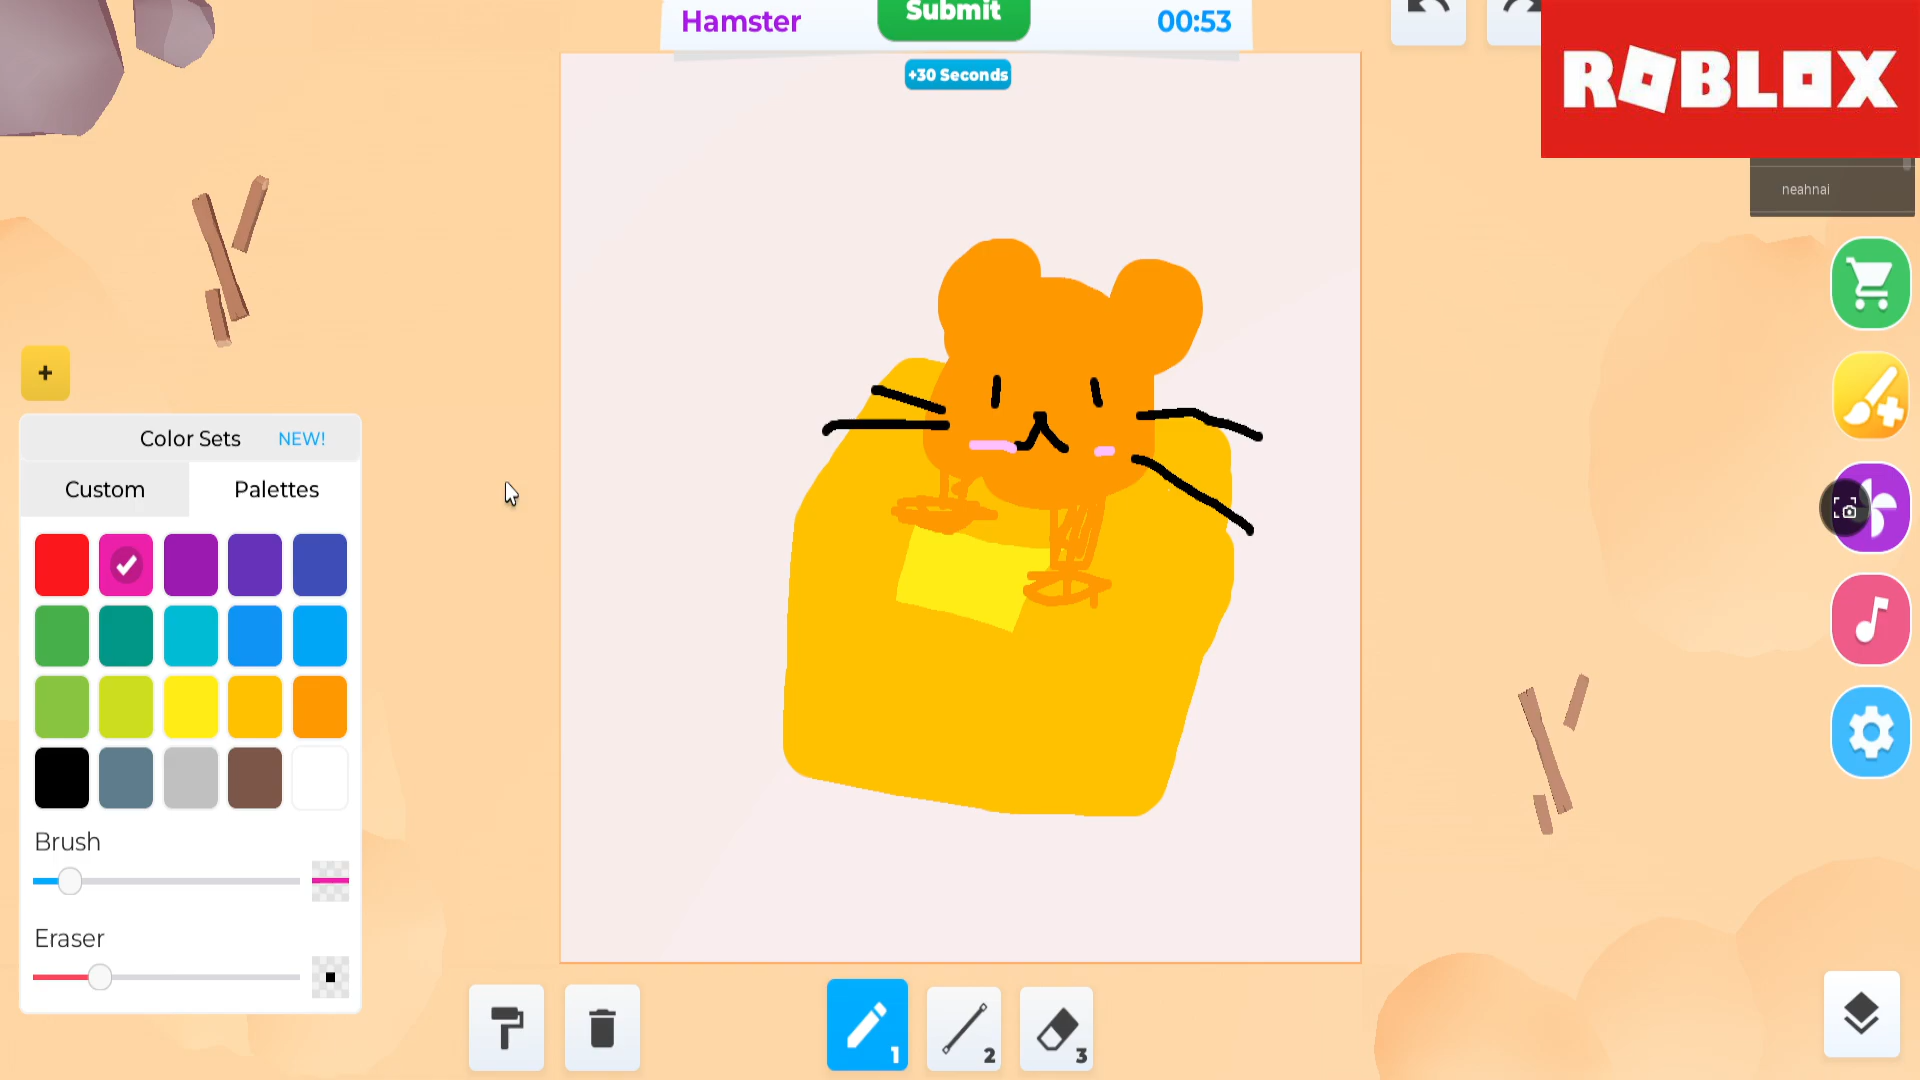 Hamster
Submit
00:53
+30 Seconds
ROBLOX
neahnai
+
Color Sets NEW!
Custom
Palettes
Brush
Eraser
1
2
3